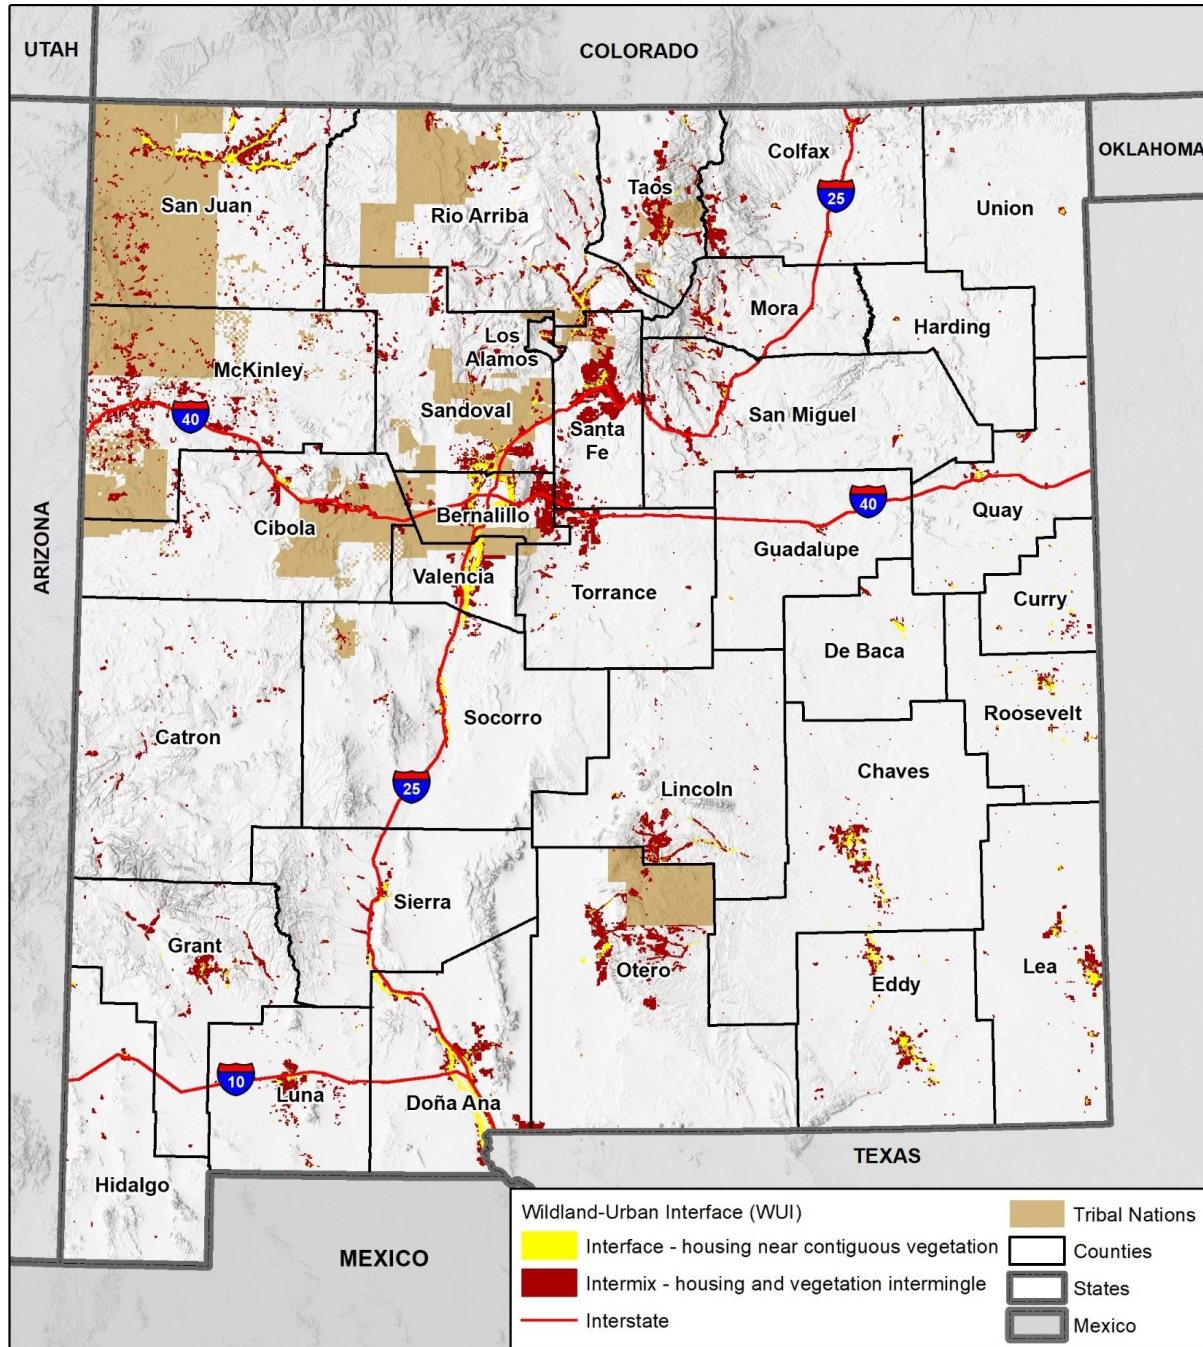 UTAH
COLORADO
OKLAHOMA
Colfax
25
Taos
San Juan
Rio Arriba
Union
Mora
Harding
Los
Alamos
McKinley
40
Sandoval
San Miguel
Santa
Fe
ARIZONA
Cibola
Bernalillo
40
Quay
Guadalupe
Valencia
Torrance
Curry
De Baca
Socorro
Roosevelt
Catron
25
Lincoln
Chaves
Sierra
Grant
Otero
Eddy
Lea
10
Luna
Doña Ana
TEXAS
Hidalgo
MEXICO
Wildland-Urban Interface (WUI)
Interface - housing near contiguous vegetation
Intermix - housing and vegetation intermingle
Interstate
Tribal Nations
Counties
States
Mexico